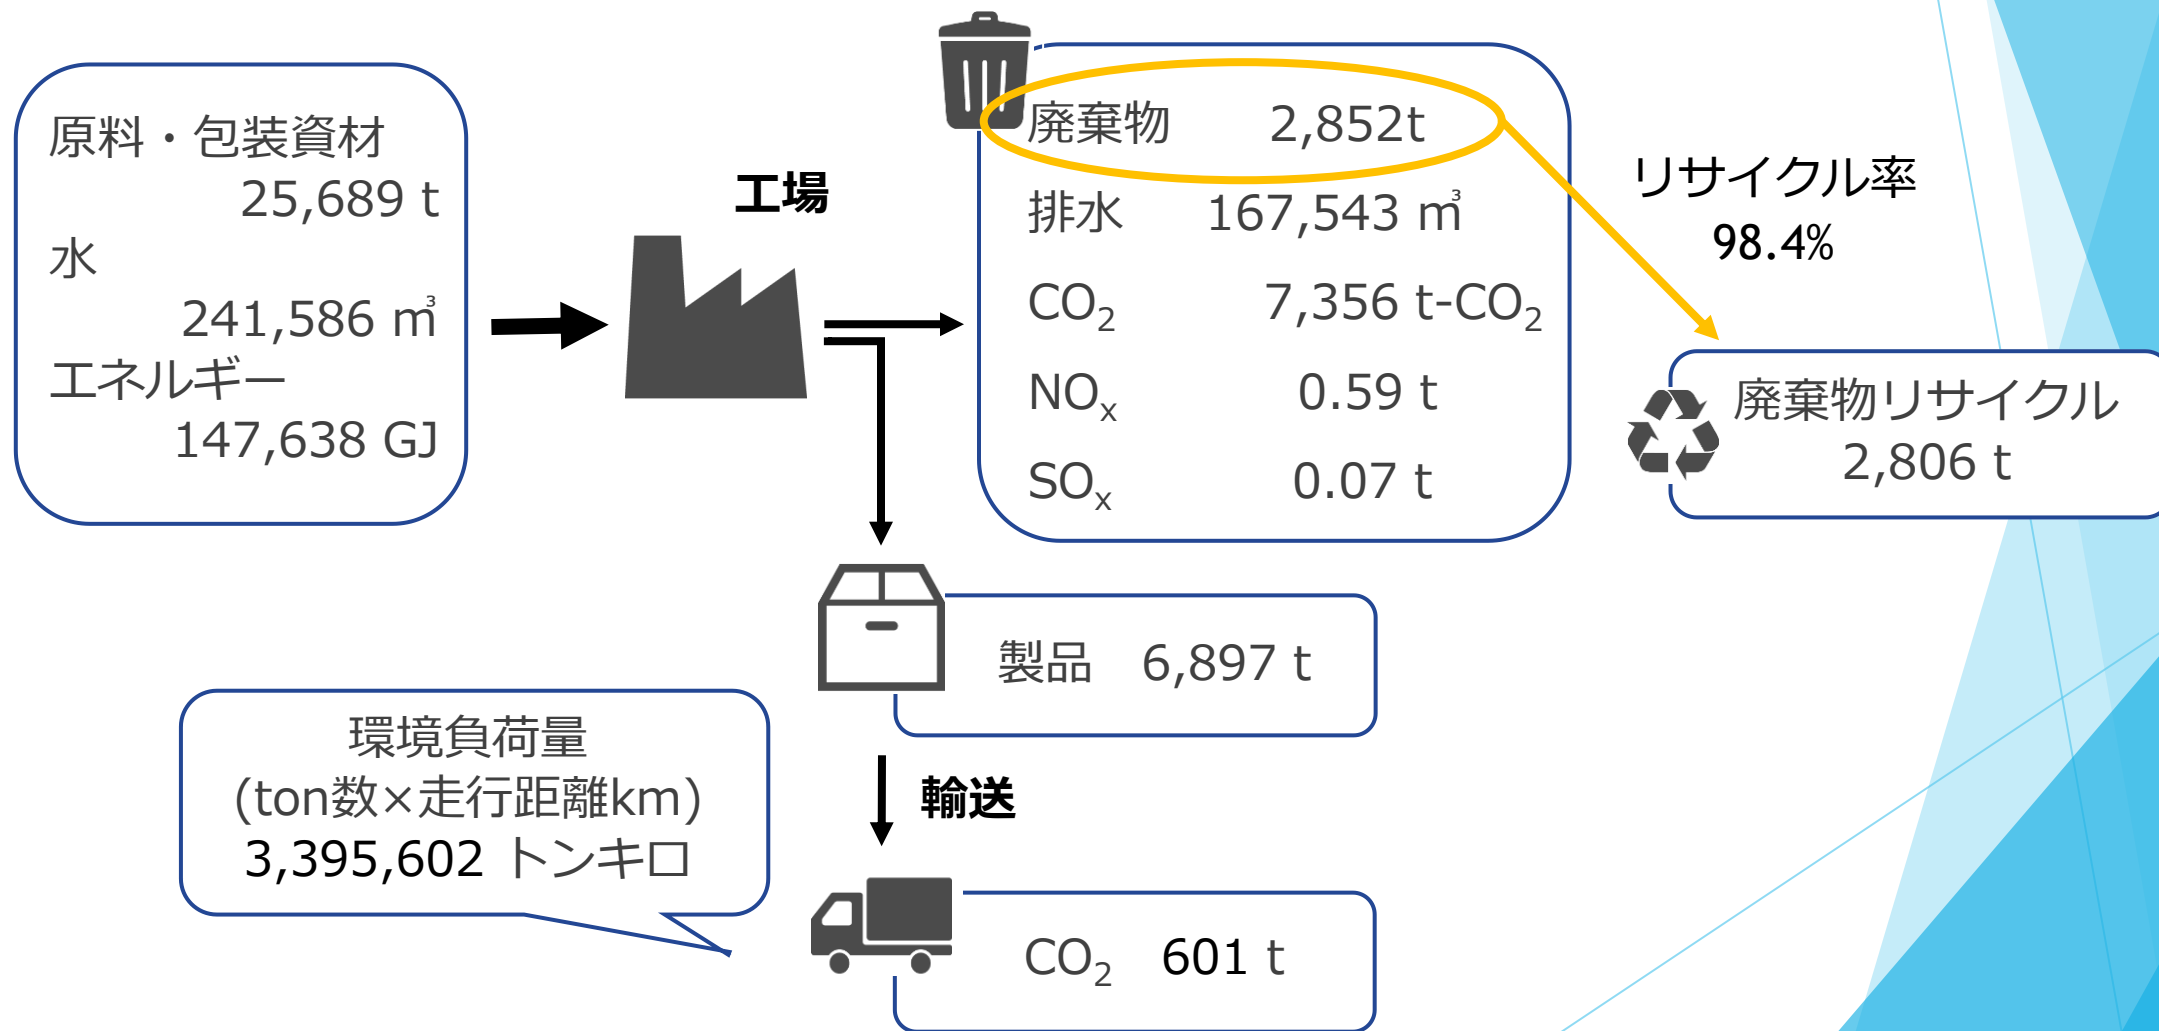 原料・包装資材
25,689 t
水
241,586 ㎥
エネルギー
147,638 GJ
工場
廃棄物 2,852t
排水 167,543 ㎥
CO₂ 7,356 t-CO₂
NOₓ 0.59 t
SOₓ 0.07 t
リサイクル率
98.4%
廃棄物リサイクル
2,806 t
製品 6,897 t
輸送
環境負荷量
(ton数×走行距離km)
3,395,602 トンキロ
CO₂ 601 t